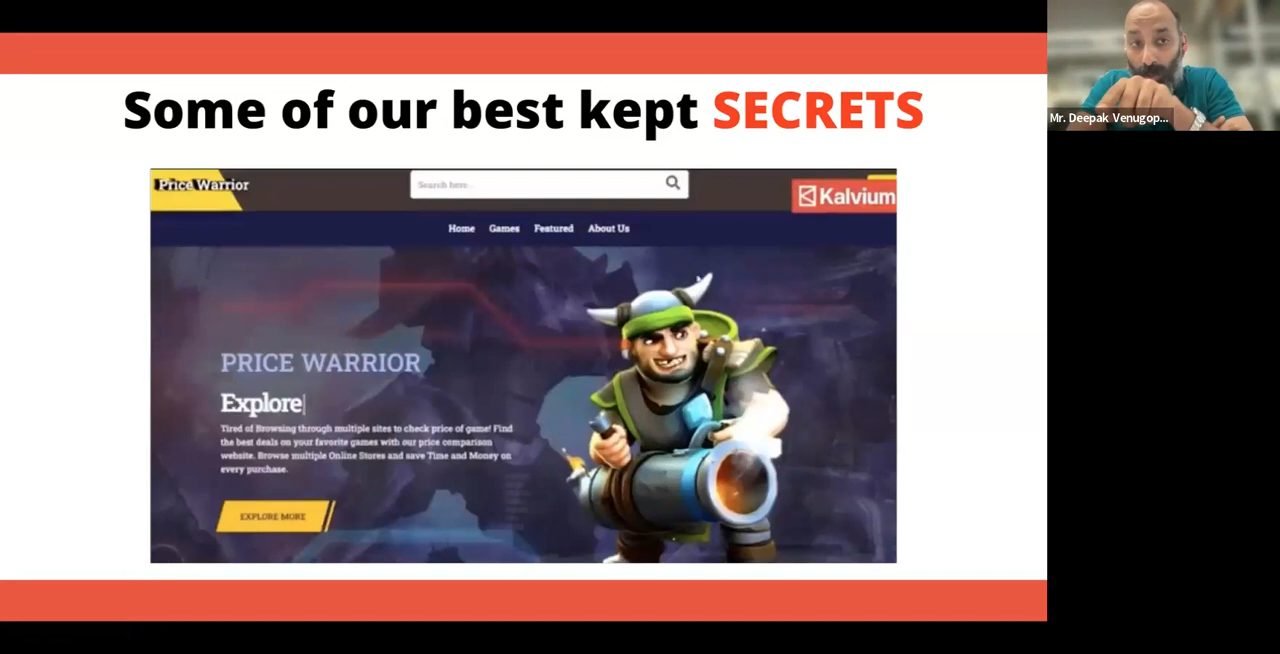 Some of our best kept SECRETS
Mr. Deepak Venugop...
Price Warrior
Search here...
Kalvium
Home Games Featured About Us
PRICE WARRIOR
Explore
Tired of Browsing through multiple sites to check price of game! Find
the best deals on your favorite games with our price comparison
website. Browse multiple Online Stores and save Time and Money on
every purchase.
EXPLORE MORE